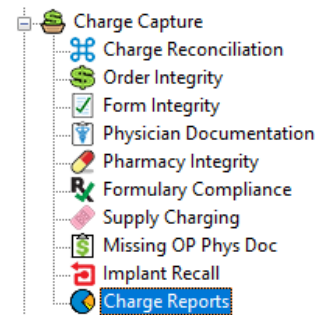 Charge Capture
Charge Reconciliation
Order Integrity
Form Integrity
Physician Documentation
Pharmacy Integrity
Formulary Compliance
Supply Charging
Missing OP Phys Doc
Implant Recall
Charge Reports